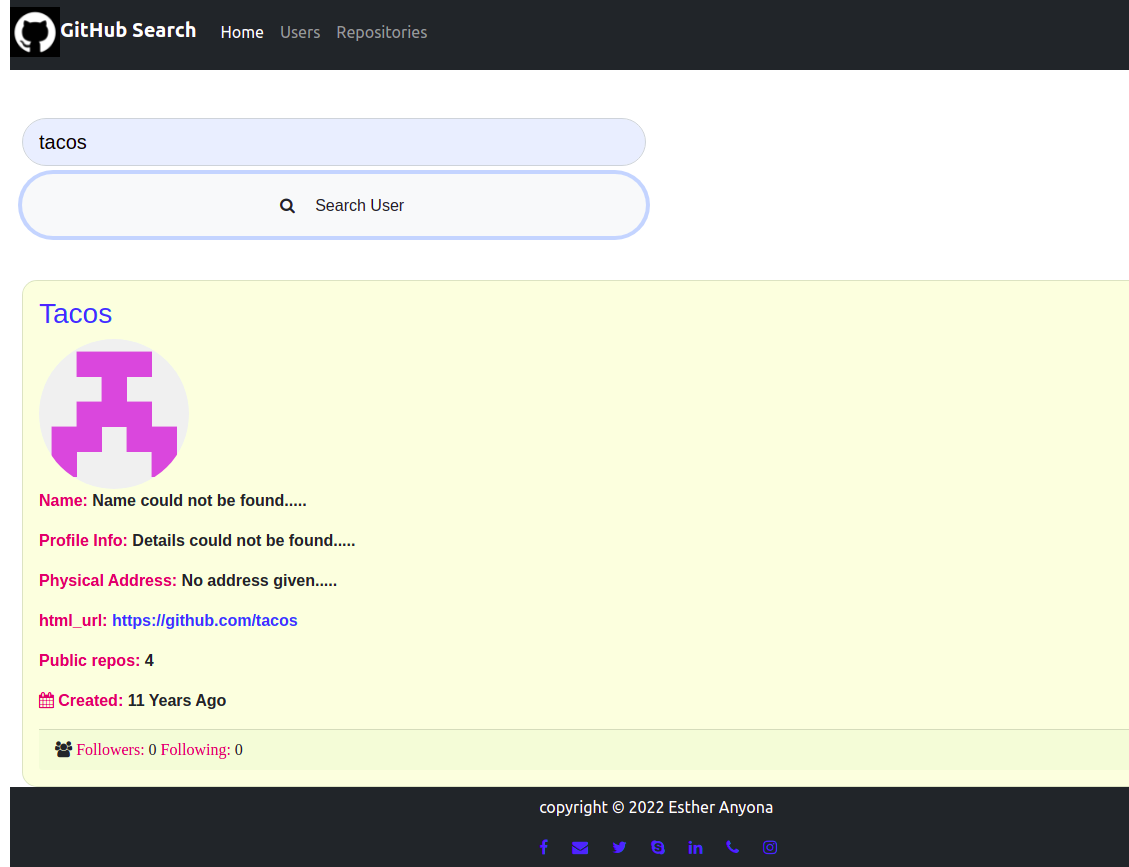 GitHub Search Home Users Repositories
tacos
Search User
Tacos
Name: Name could not be found.....
Profile Info: Details could not be found.....
Physical Address: No address given.....
html_url: https://github.com/tacos
Public repos: 4
Created: 11 Years Ago
Followers: 0 Following: 0
copyright © 2022 Esther Anyona